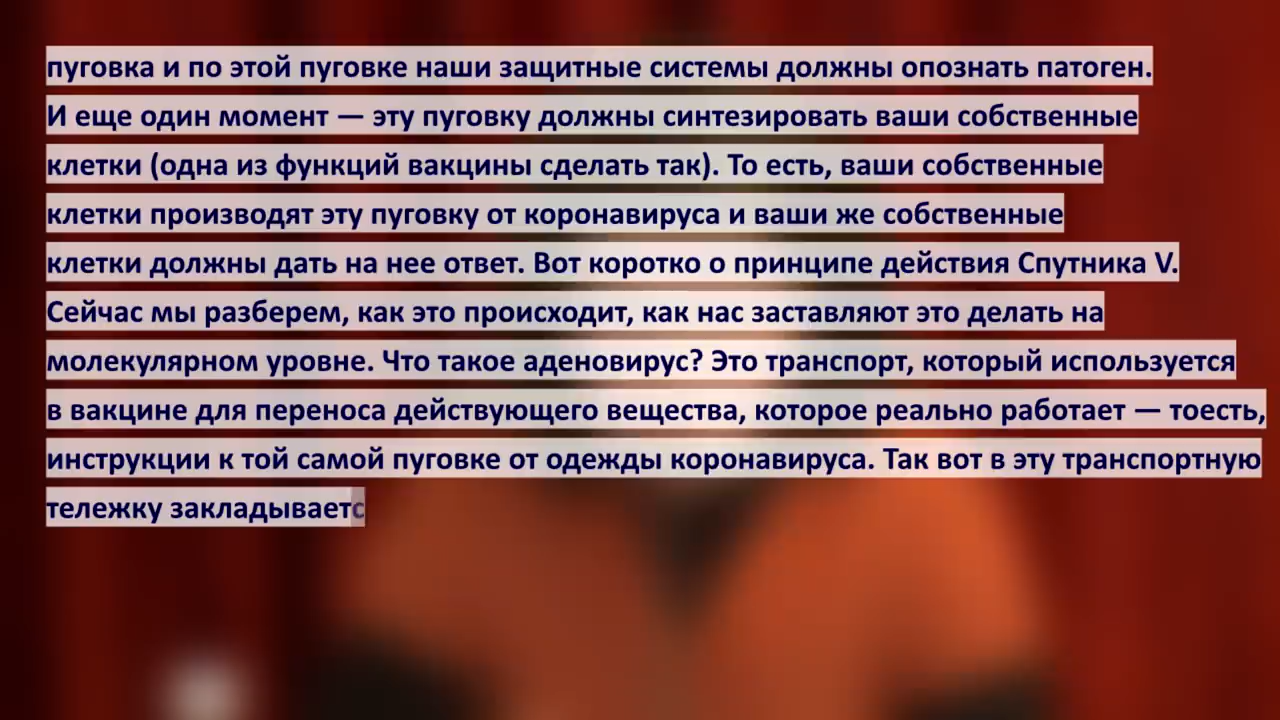 пуговка и по этой пуговке наши защитные системы должны опознать патоген.
И еще один момент — эту пуговку должны синтезировать ваши собственные
клетки (одна из функций вакцины сделать так). То есть, ваши собственные
клетки производят эту пуговку от коронавируса и ваши же собственные
клетки должны дать на нее ответ. Вот коротко о принципе действия Спутника V.
Сейчас мы разберем, как это происходит, как нас заставляют это делать на
молекулярном уровне. Что такое аденовирус? Это транспорт, который используется
в вакцине для переноса действующего вещества, которое реально работает — тоесть,
инструкции к той самой пуговке от одежды коронавируса. Так вот в эту транспортную
тележку закладываетс